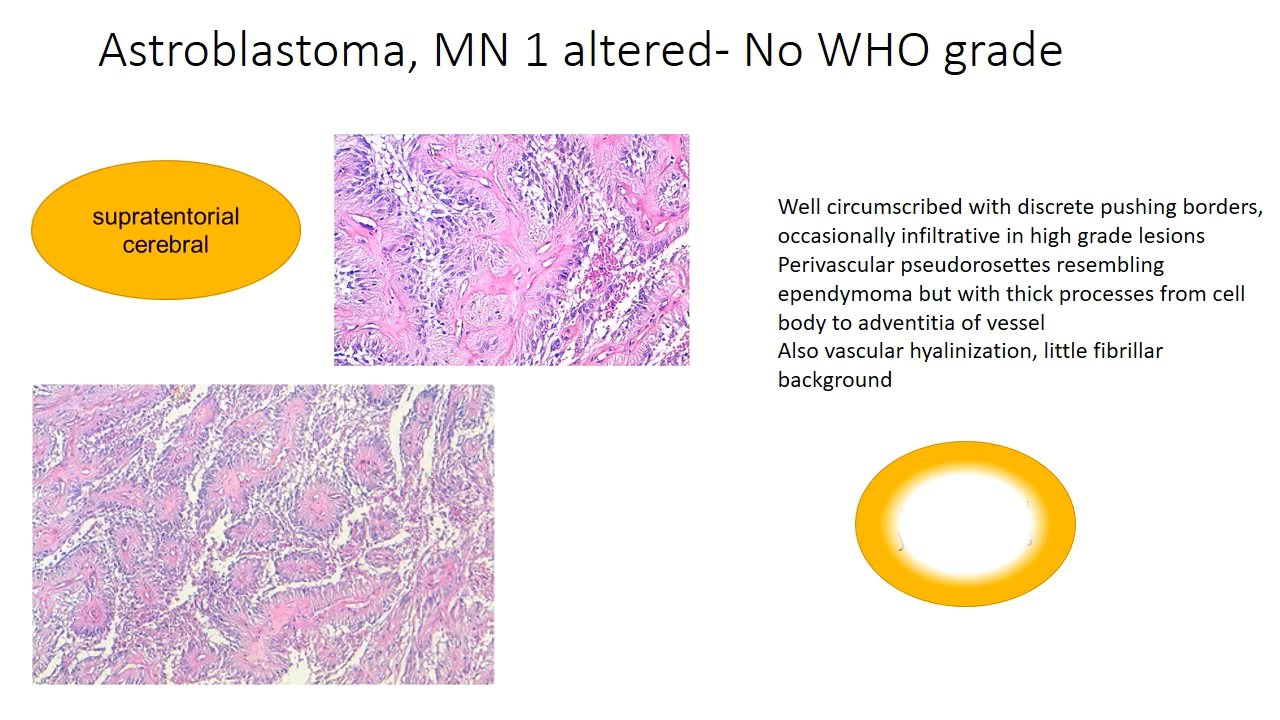 Astroblastoma, MN 1 altered- No WHO grade
supratentorial
cerebral
Well circumscribed with discrete pushing borders,
occasionally infiltrative in high grade lesions
Perivascular pseudorosettes resembling
ependymoma but with thick processes from cell
body to adventitia of vessel
Also vascular hyalinization, little fibrillar
background